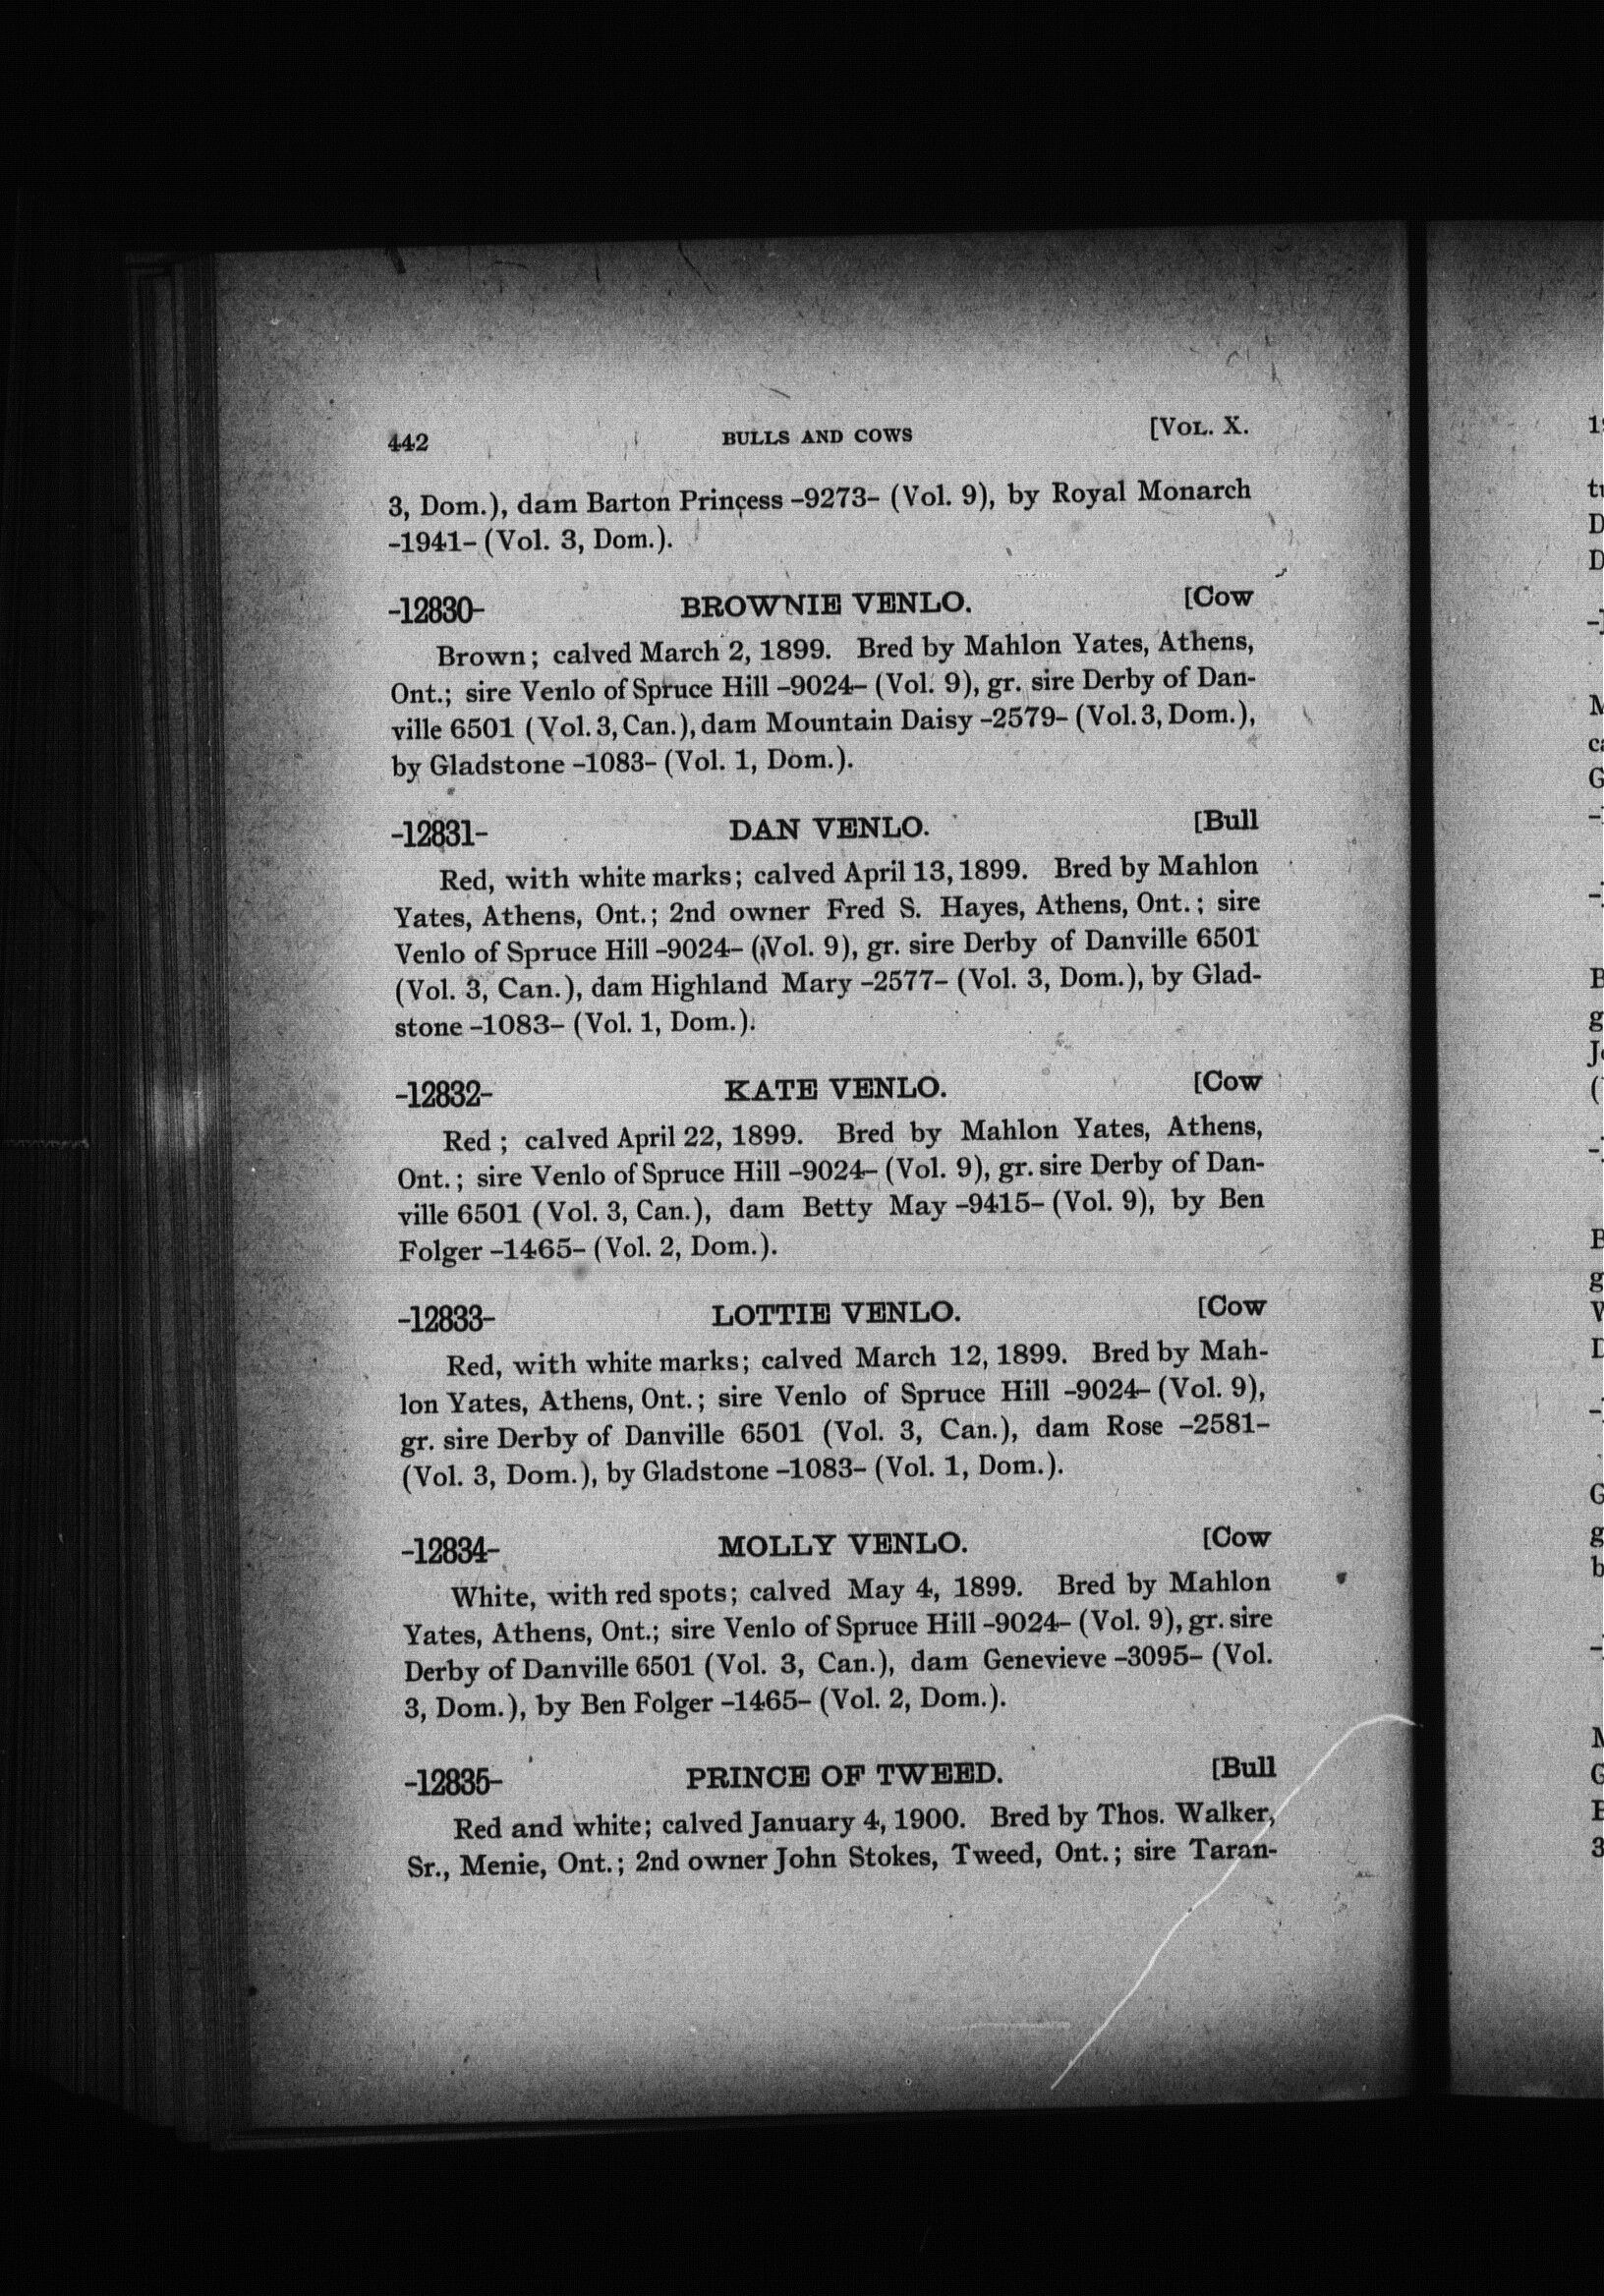 442 BULLS AND COWS [VOL. X.
3, Dom.), dam Barton Princess -9273- (Vol. 9), by Royal Monarch
-1941- (Vol. 3, Dom.).
-12830- BROWNIE VENLO. [Cow
Brown; calved March 2, 1899. Bred by Mahlon Yates, Athens,
Ont.; sire Venlo of Spruce Hill -9024- (Vol. 9), gr. sire Derby of Dan-
ville 6501 (Vol. 3, Can.), dam Mountain Daisy -2579- (Vol. 3, Dom.),
by Gladstone -1083- (Vol. 1, Dom.).
-12831- DAN VENLO. [Bull
Red, with white marks; calved April 13, 1899. Bred by Mahlon
Yates, Athens, Ont.; 2nd owner Fred S. Hayes, Athens, Ont.; sire
Venlo of Spruce Hill -9024- (Vol. 9), gr. sire Derby of Danville 6501
(Vol. 3, Can.), dam Highland Mary -2577- (Vol. 3, Dom.), by Glad-
stone -1083- (Vol. 1, Dom.).
-12832- KATE VENLO. [Cow
Red; calved April 22, 1899. Bred by Mahlon Yates, Athens,
Ont.; sire Venlo of Spruce Hill -9024- (Vol. 9), gr. sire Derby of Dan-
ville 6501 (Vol. 3, Can.), dam Betty May -9415- (Vol. 9), by Ben
Folger -1465- (Vol. 2, Dom.).
-12833- LOTTIE VENLO. [Cow
Red, with white marks; calved March 12, 1899. Bred by Mah-
lon Yates, Athens, Ont.; sire Venlo of Spruce Hill -9024- (Vol. 9),
gr. sire Derby of Danville 6501 (Vol. 3, Can.), dam Rose -2581-
(Vol. 3, Dom.), by Gladstone -1083- (Vol. 1, Dom.).
-12834- MOLLY VENLO. [Cow
White, with red spots; calved May 4, 1899. Bred by Mahlon
Yates, Athens, Ont.; sire Venlo of Spruce Hill -9024- (Vol. 9), gr. sire
Derby of Danville 6501 (Vol. 3, Can.), dam Genevieve -3095- (Vol.
3, Dom.), by Ben Folger -1465- (Vol. 2, Dom.).
-12835- PRINCE OF TWEED. [Bull
Red and white; calved January 4, 1900. Bred by Thos. Walker,
Sr., Menie, Ont.; 2nd owner John Stokes, Tweed, Ont.; sire Taran-